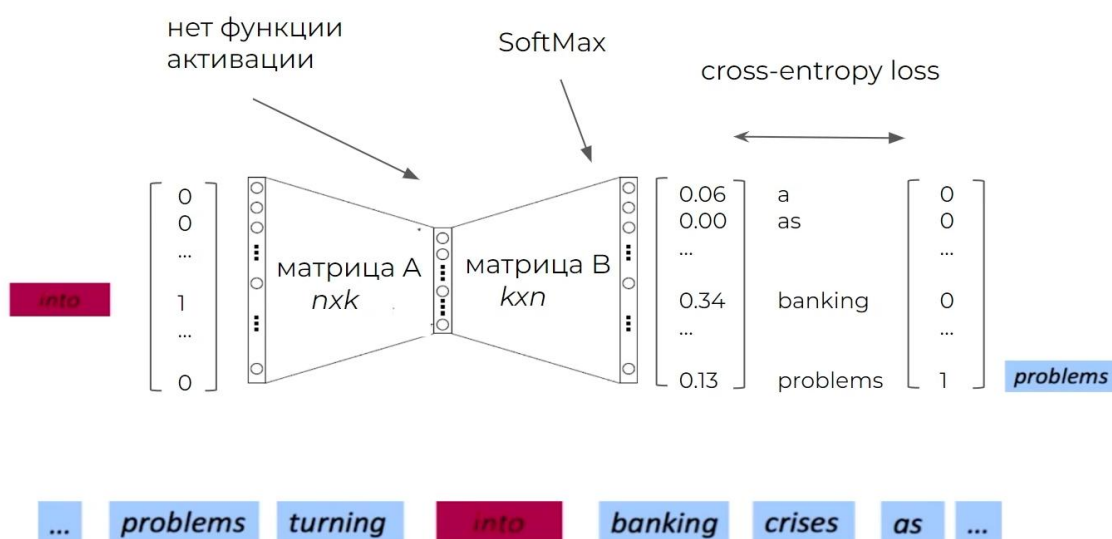 нет функции
активации
SoftMax
cross-entropy loss
0
0
...
1
...
0
into
матрица А
nxk
матрица В
kxn
0.06
0.00
...
0.34
...
0.13
a
as
...
banking
...
problems
0
0
...
0
...
1
problems
... problems turning into banking crises as ...